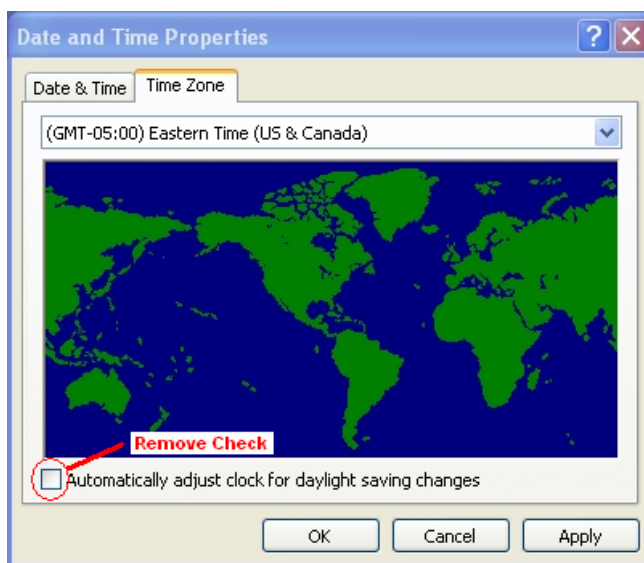 Date and Time Properties
Date & Time
Time Zone
(GMT-05:00) Eastern Time (US & Canada)
Remove Check
Automatically adjust clock for daylight saving changes
OK
Cancel
Apply